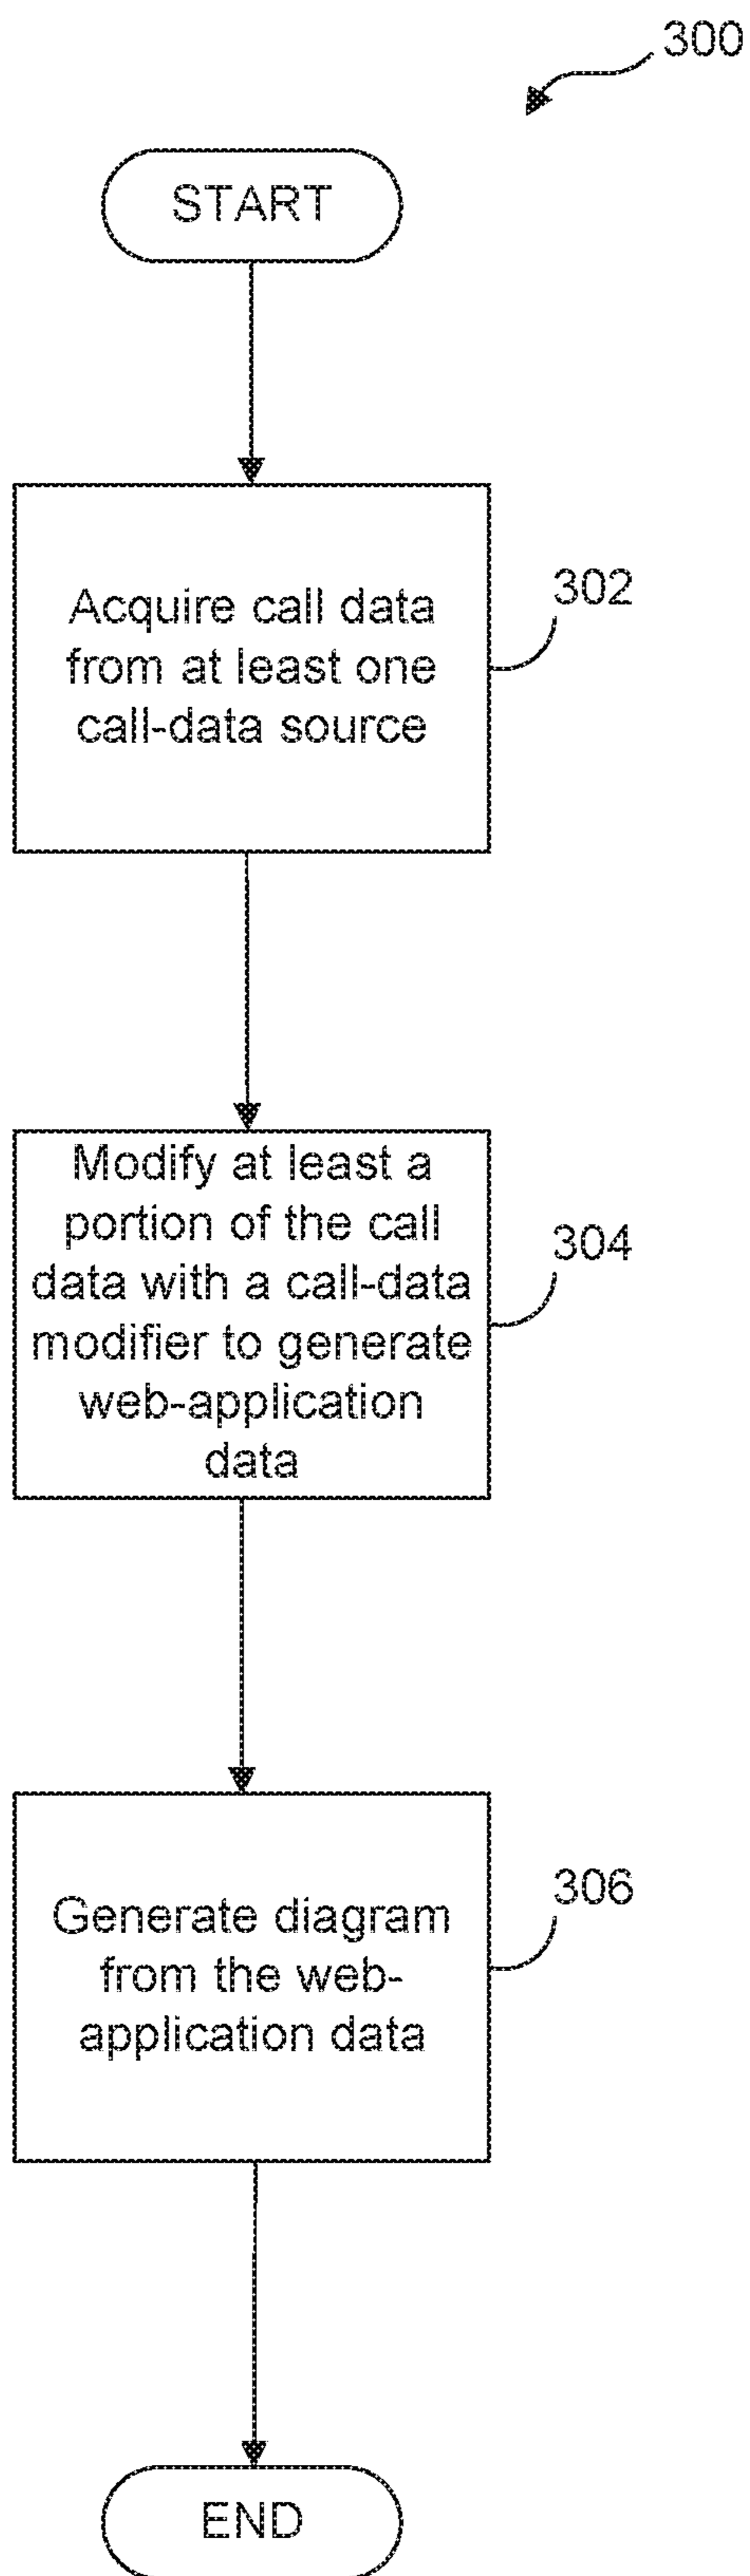 300
START
Acquire call data
from at least one
call-data source
302
Modify at least a
portion of the call
data with a call-data
modifier to generate
web-application
data
304
Generate diagram
from the web-
application data
306
END